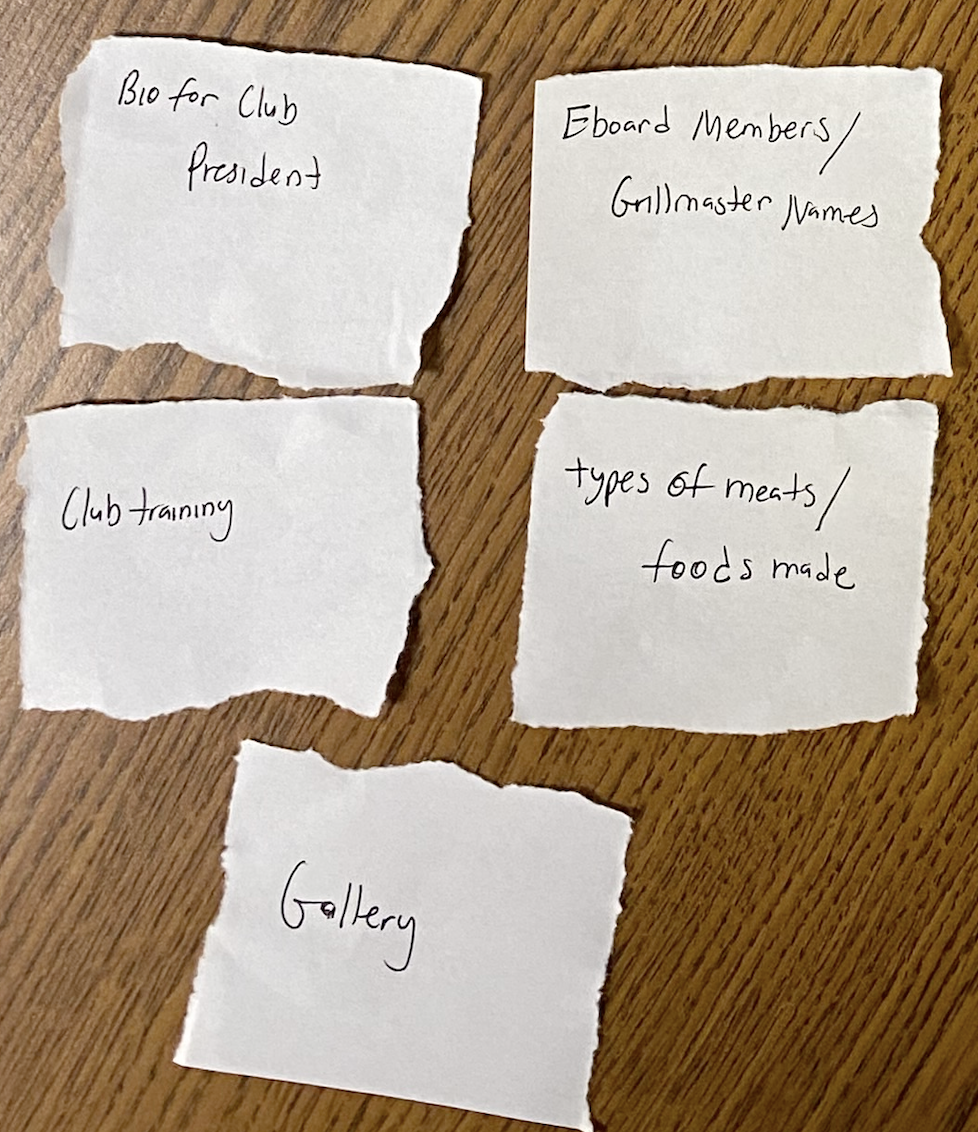 Bio for Club
President
Eboard Members/
Grillmaster Names
Club training
types of meats/
foods made
Gallery